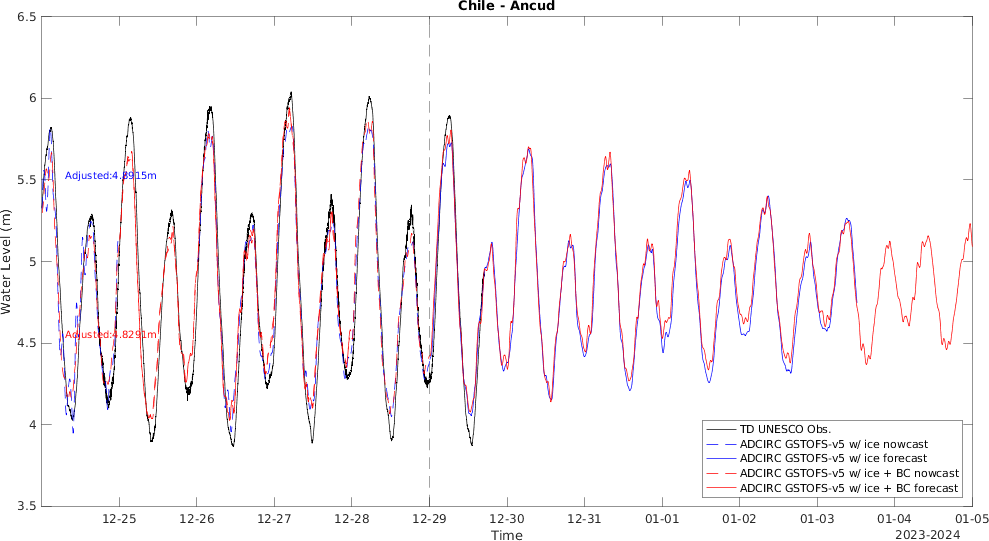 Chile - Ancud
6.5
6
5.5
5
4.5
4
3.5
Water Level (m)
Adjusted:4.8915m
Adjusted:4.8291m
TD UNESCO Obs.
ADCIRC GSTOFS-v5 w/ ice nowcast
ADCIRC GSTOFS-v5 w/ ice forecast
ADCIRC GSTOFS-v5 w/ ice + BC nowcast
ADCIRC GSTOFS-v5 w/ ice + BC forecast
12-25 12-26 12-27 12-28 12-29 12-30 12-31 01-01 01-02 01-03 01-04 01-05
Time
2023-2024